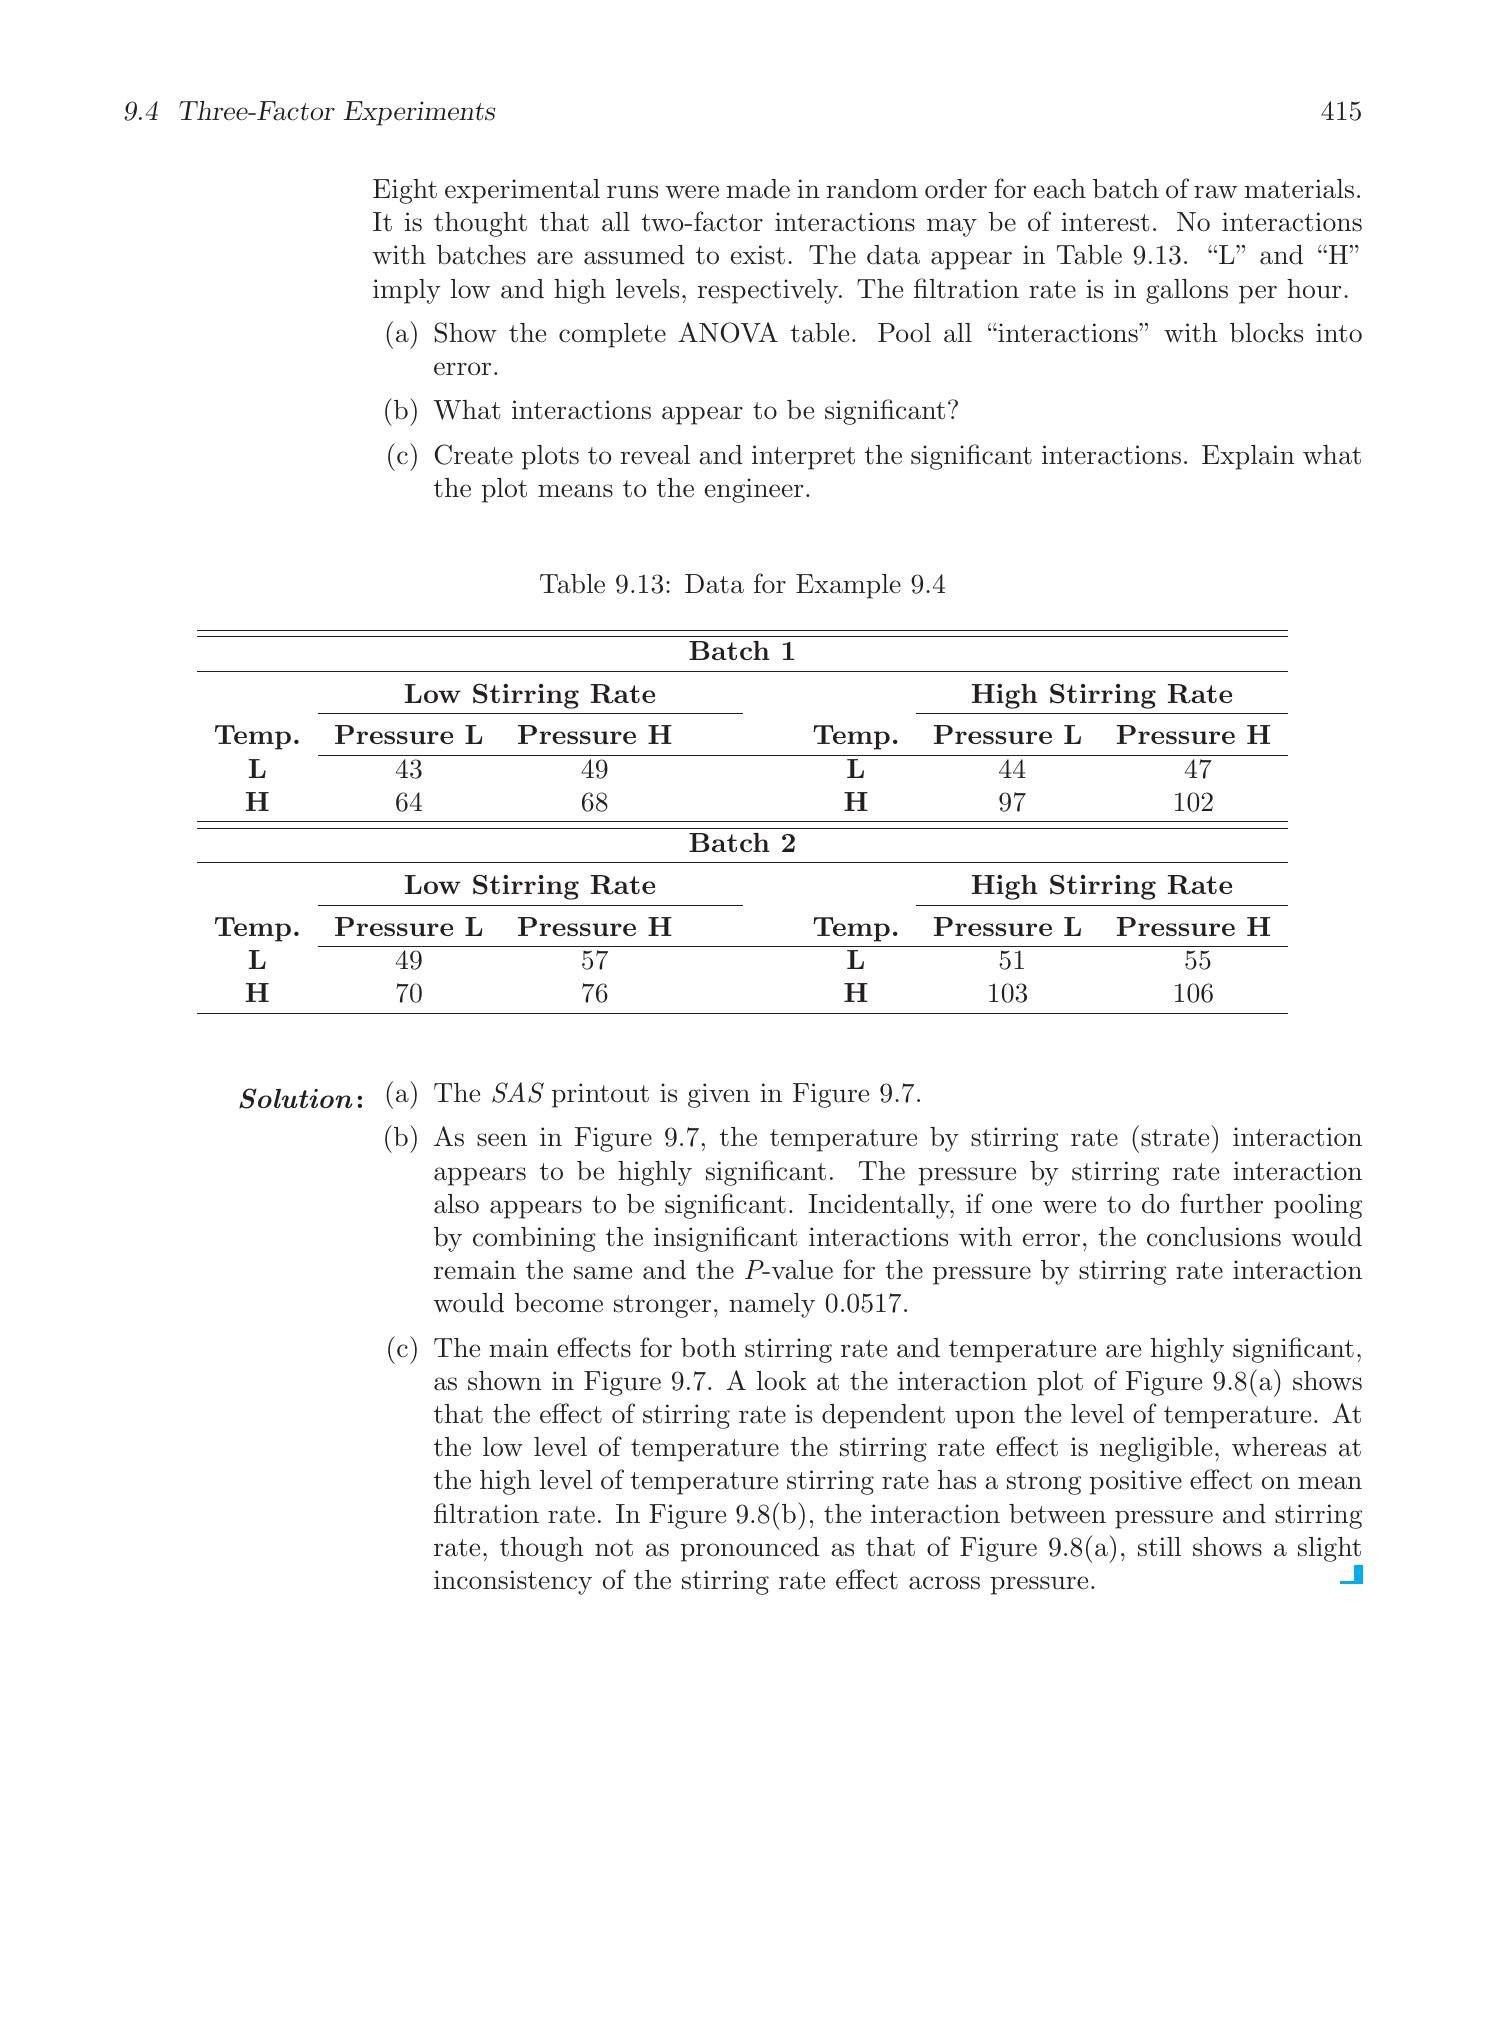 9.4 Three-Factor Experiments 415
Eight experimental runs were made in random order for each batch of raw materials.
It is thought that all two-factor interactions may be of interest. No interactions
with batches are assumed to exist. The data appear in Table 9.13. “L” and “H”
imply low and high levels, respectively. The filtration rate is in gallons per hour.
(a) Show the complete ANOVA table. Pool all “interactions” with blocks into
error.
(b) What interactions appear to be significant?
(c) Create plots to reveal and interpret the significant interactions. Explain what
the plot means to the engineer.
Table 9.13: Data for Example 9.4
Batch 1
Low Stirring Rate High Stirring Rate
Temp. Pressure L Pressure H Temp. Pressure L Pressure H
L 43 49 L 44 47
H 64 68 H 97 102
Batch 2
Low Stirring Rate High Stirring Rate
Temp. Pressure L Pressure H Temp. Pressure L Pressure H
L 49 57 L 51 55
H 70 76 H 103 106
Solution: (a) The SAS printout is given in Figure 9.7.
(b) As seen in Figure 9.7, the temperature by stirring rate (strate) interaction
appears to be highly significant. The pressure by stirring rate interaction
also appears to be significant. Incidentally, if one were to do further pooling
by combining the insignificant interactions with error, the conclusions would
remain the same and the P-value for the pressure by stirring rate interaction
would become stronger, namely 0.0517.
(c) The main effects for both stirring rate and temperature are highly significant,
as shown in Figure 9.7. A look at the interaction plot of Figure 9.8(a) shows
that the effect of stirring rate is dependent upon the level of temperature. At
the low level of temperature the stirring rate effect is negligible, whereas at
the high level of temperature stirring rate has a strong positive effect on mean
filtration rate. In Figure 9.8(b), the interaction between pressure and stirring
rate, though not as pronounced as that of Figure 9.8(a), still shows a slight
inconsistency of the stirring rate effect across pressure.